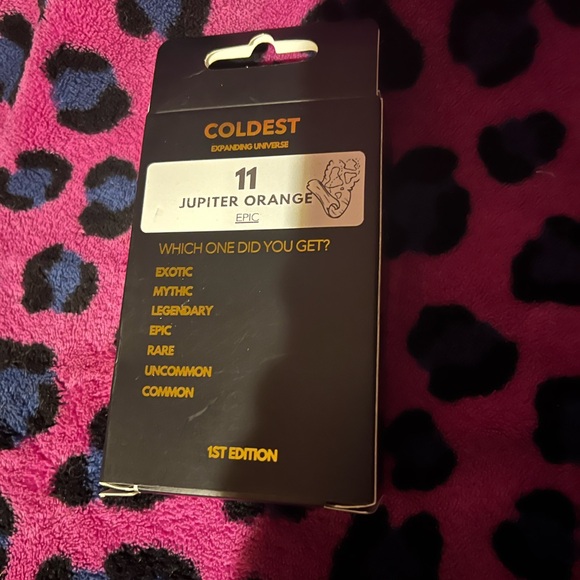 COLDEST
EXPANDING UNIVERSE
11
JUPITER ORANGE
EPIC
WHICH ONE DID YOU GET?
EXOTIC
MYTHIC
LEGENDARY
EPIC
RARE
UNCOMMON
COMMON
1ST EDITION